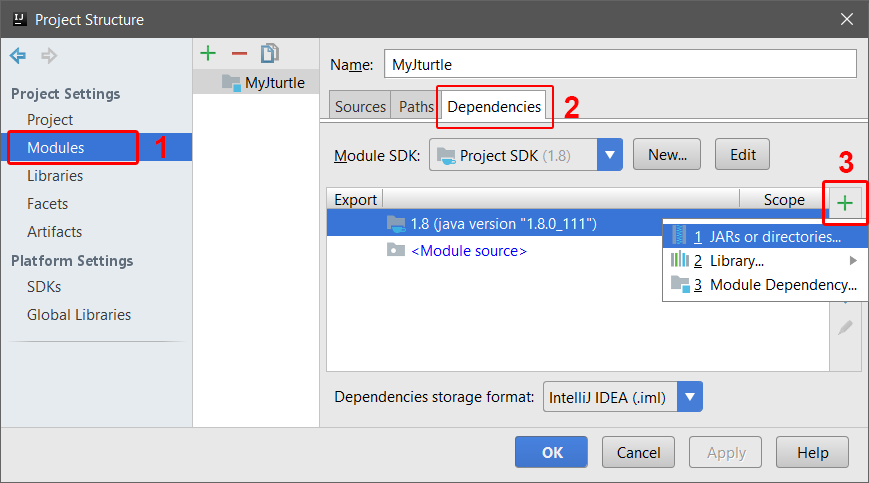 IJ Project Structure
Project Settings
Project
Modules 1
Libraries
Facets
Artifacts
Platform Settings
SDKs
Global Libraries
MyJturtle
Name: MyJturtle
Sources Paths Dependencies 2
Module SDK: Project SDK (1.8) New... Edit
3
Export Scope
1.8 (java version "1.8.0_111")
<Module source>
1 JARs or directories...
2 Library...
3 Module Dependency...
Dependencies storage format: IntelliJ IDEA (.iml)
OK Cancel Apply Help